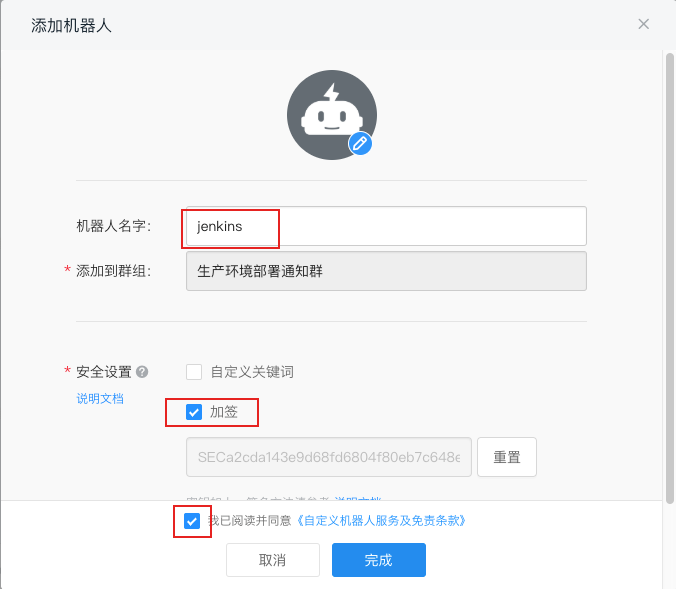 添加机器人
机器人名字:
jenkins
* 添加到群组:
生产环境部署通知群
* 安全设置 ?
自定义关键词
说明文档
加签
SECa2cda143e9d68fd6804f80eb7c648e
重置
说明文档
我已阅读并同意《自定义机器人服务及免责条款》
取消
完成